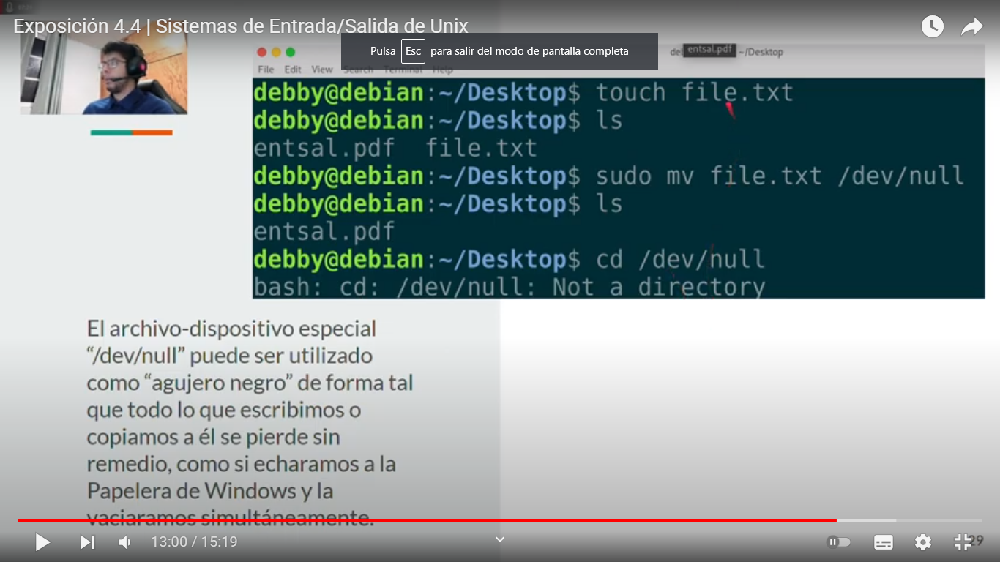 Exposición 4.4 | Sistemas de Entrada/Salida de Unix
Pulsa Esc para salir del modo de pantalla completa
entsal.pdf ~/Desktop
File Edit View Search Terminal Help
debby@debian:~/Desktop$ touch file.txt
debby@debian:~/Desktop$ ls
entsal.pdf file.txt
debby@debian:~/Desktop$ sudo mv file.txt /dev/null
debby@debian:~/Desktop$ ls
entsal.pdf
debby@debian:~/Desktop$ cd /dev/null
bash: cd: /dev/null: Not a directory
El archivo-dispositivo especial
“/dev/null” puede ser utilizado
como “agujero negro” de forma tal
que todo lo que escribimos o
copiamos a él se pierde sin
remedio, como si echaramos a la
Papelera de Windows y la
vaciaramos simultáneamente.
13:00 / 15:19
29